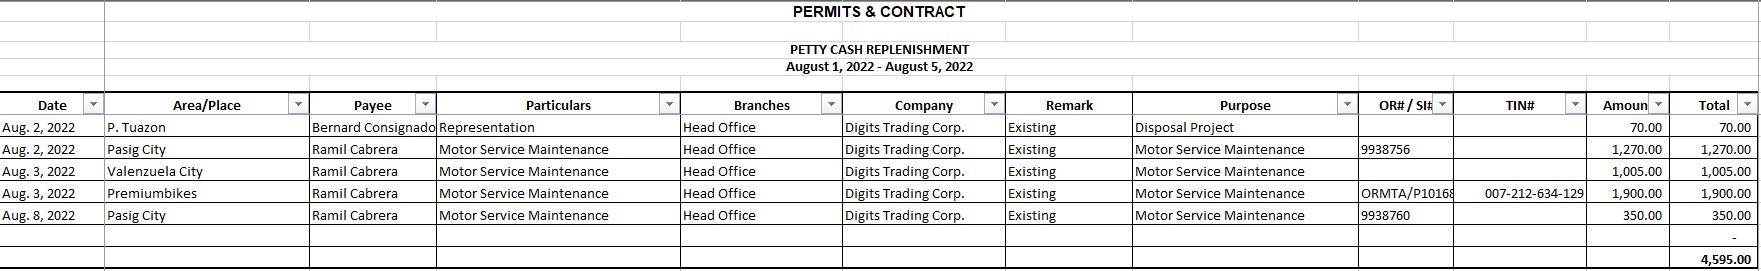 PERMITS & CONTRACT
PETTY CASH REPLENISHMENT
August 1, 2022 - August 5, 2022
Date Area/Place Payee Particulars Branches Company Remark Purpose OR# / SI# TIN# Amoun Total
Aug. 2, 2022 P. Tuazon Bernard Consignado Representation Head Office Digits Trading Corp. Existing Disposal Project 70.00 70.00
Aug. 2, 2022 Pasig City Ramil Cabrera Motor Service Maintenance Head Office Digits Trading Corp. Existing Motor Service Maintenance 9938756 1,270.00 1,270.00
Aug. 3, 2022 Valenzuela City Ramil Cabrera Motor Service Maintenance Head Office Digits Trading Corp. Existing Motor Service Maintenance 1,005.00 1,005.00
Aug. 3, 2022 Premiumbikes Ramil Cabrera Motor Service Maintenance Head Office Digits Trading Corp. Existing Motor Service Maintenance ORMTA/P10168 007-212-634-129 1,900.00 1,900.00
Aug. 8, 2022 Pasig City Ramil Cabrera Motor Service Maintenance Head Office Digits Trading Corp. Existing Motor Service Maintenance 9938760 350.00 350.00
-
4,595.00